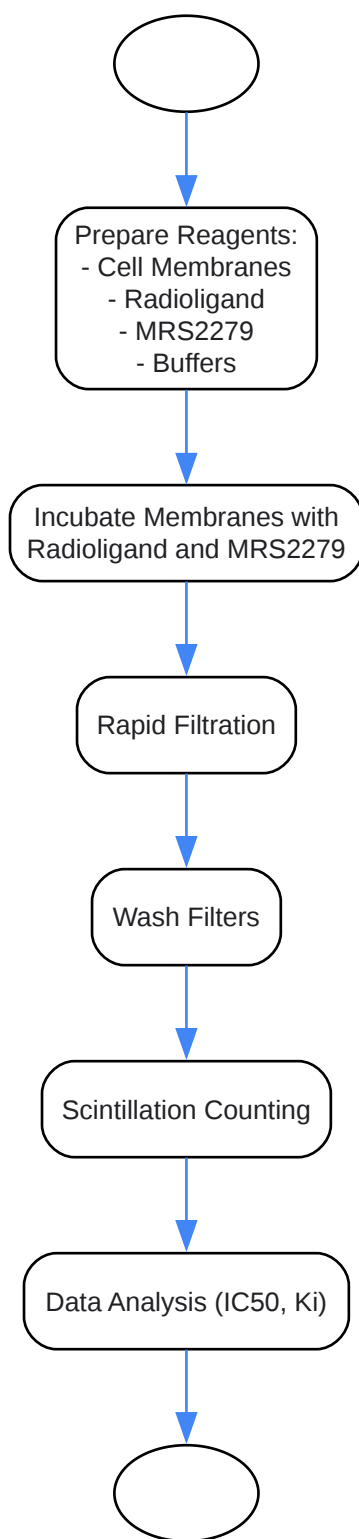 Prepare Reagents:
- Cell Membranes
- Radioligand
- MRS2279
- Buffers
Incubate Membranes with
Radioligand and MRS2279
Rapid Filtration
Wash Filters
Scintillation Counting
Data Analysis (IC50, Ki)